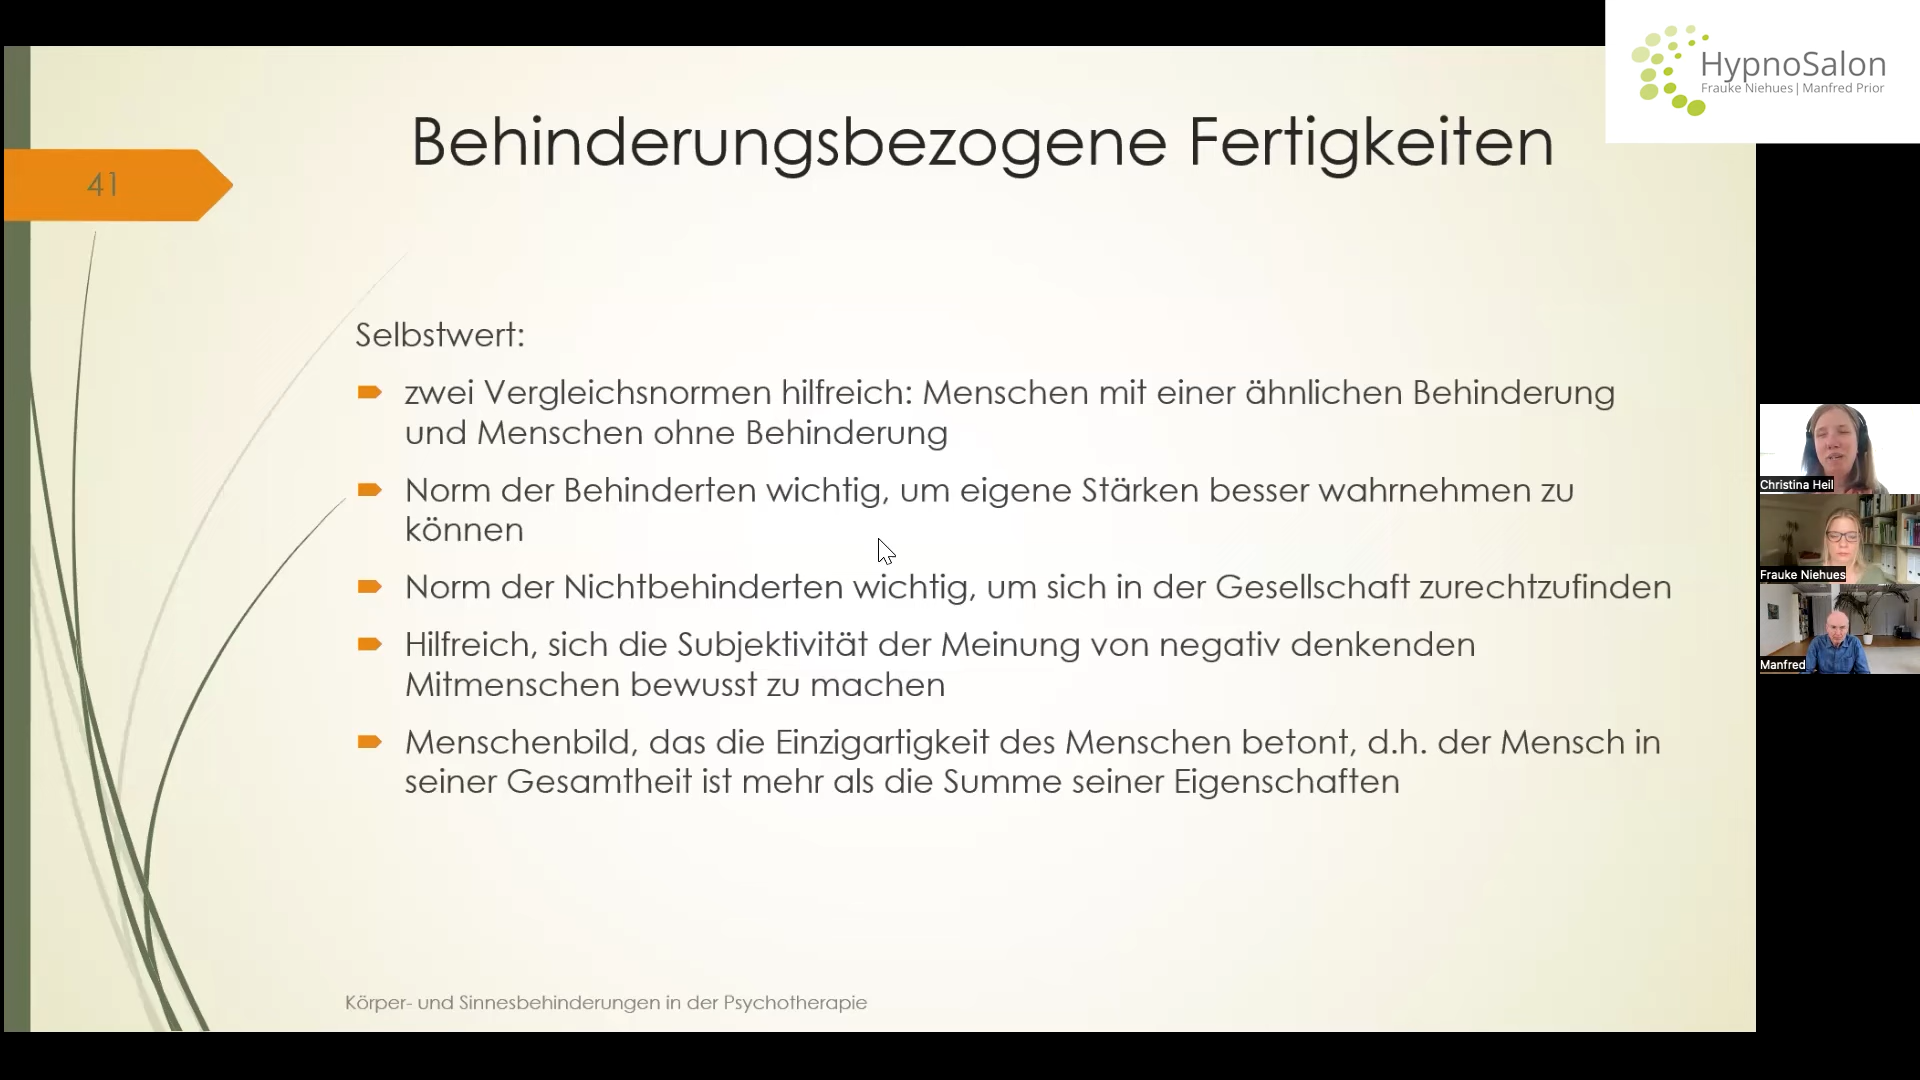 HypnoSalon
Frauke Niehues | Manfred Prior
Behinderungsbezogene Fertigkeiten
41
Selbstwert:
zwei Vergleichsnormen hilfreich: Menschen mit einer ähnlichen Behinderung
und Menschen ohne Behinderung
Norm der Behinderten wichtig, um eigene Stärken besser wahrnehmen zu
können
Norm der Nichtbehinderten wichtig, um sich in der Gesellschaft zurechtzufinden
Hilfreich, sich die Subjektivität der Meinung von negativ denkenden
Mitmenschen bewusst zu machen
Menschenbild, das die Einzigartigkeit des Menschen betont, d.h. der Mensch in
seiner Gesamtheit ist mehr als die Summe seiner Eigenschaften
Körper- und Sinnesbehinderungen in der Psychotherapie
Christina Heil
Frauke Niehues
Manfred